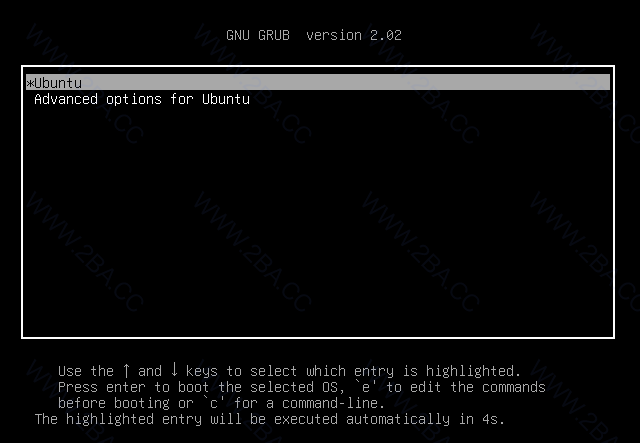 GNU GRUB  version 2.02
*Ubuntu
Advanced options for Ubuntu
Use the ↑ and ↓ keys to select which entry is highlighted.
Press enter to boot the selected OS, `e' to edit the commands
before booting or `c' for a command-line.
The highlighted entry will be executed automatically in 4s.
WWW.2BA.CC